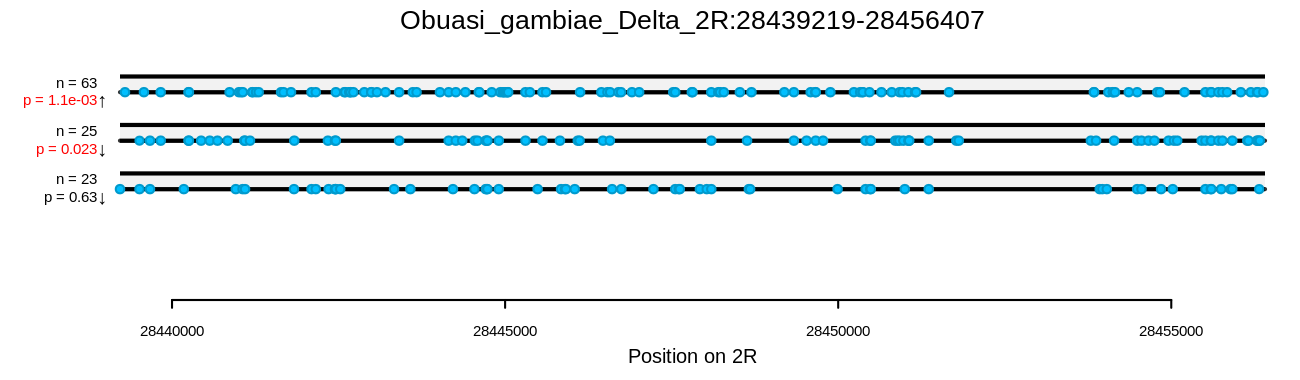 Obuasi_gambiae_Delta_2R:28439219-28456407
n = 63
p = 1.1e-03↑
n = 25
p = 0.023↓
n = 23
p = 0.63↓
28440000 28445000 28450000 28455000
Position on 2R